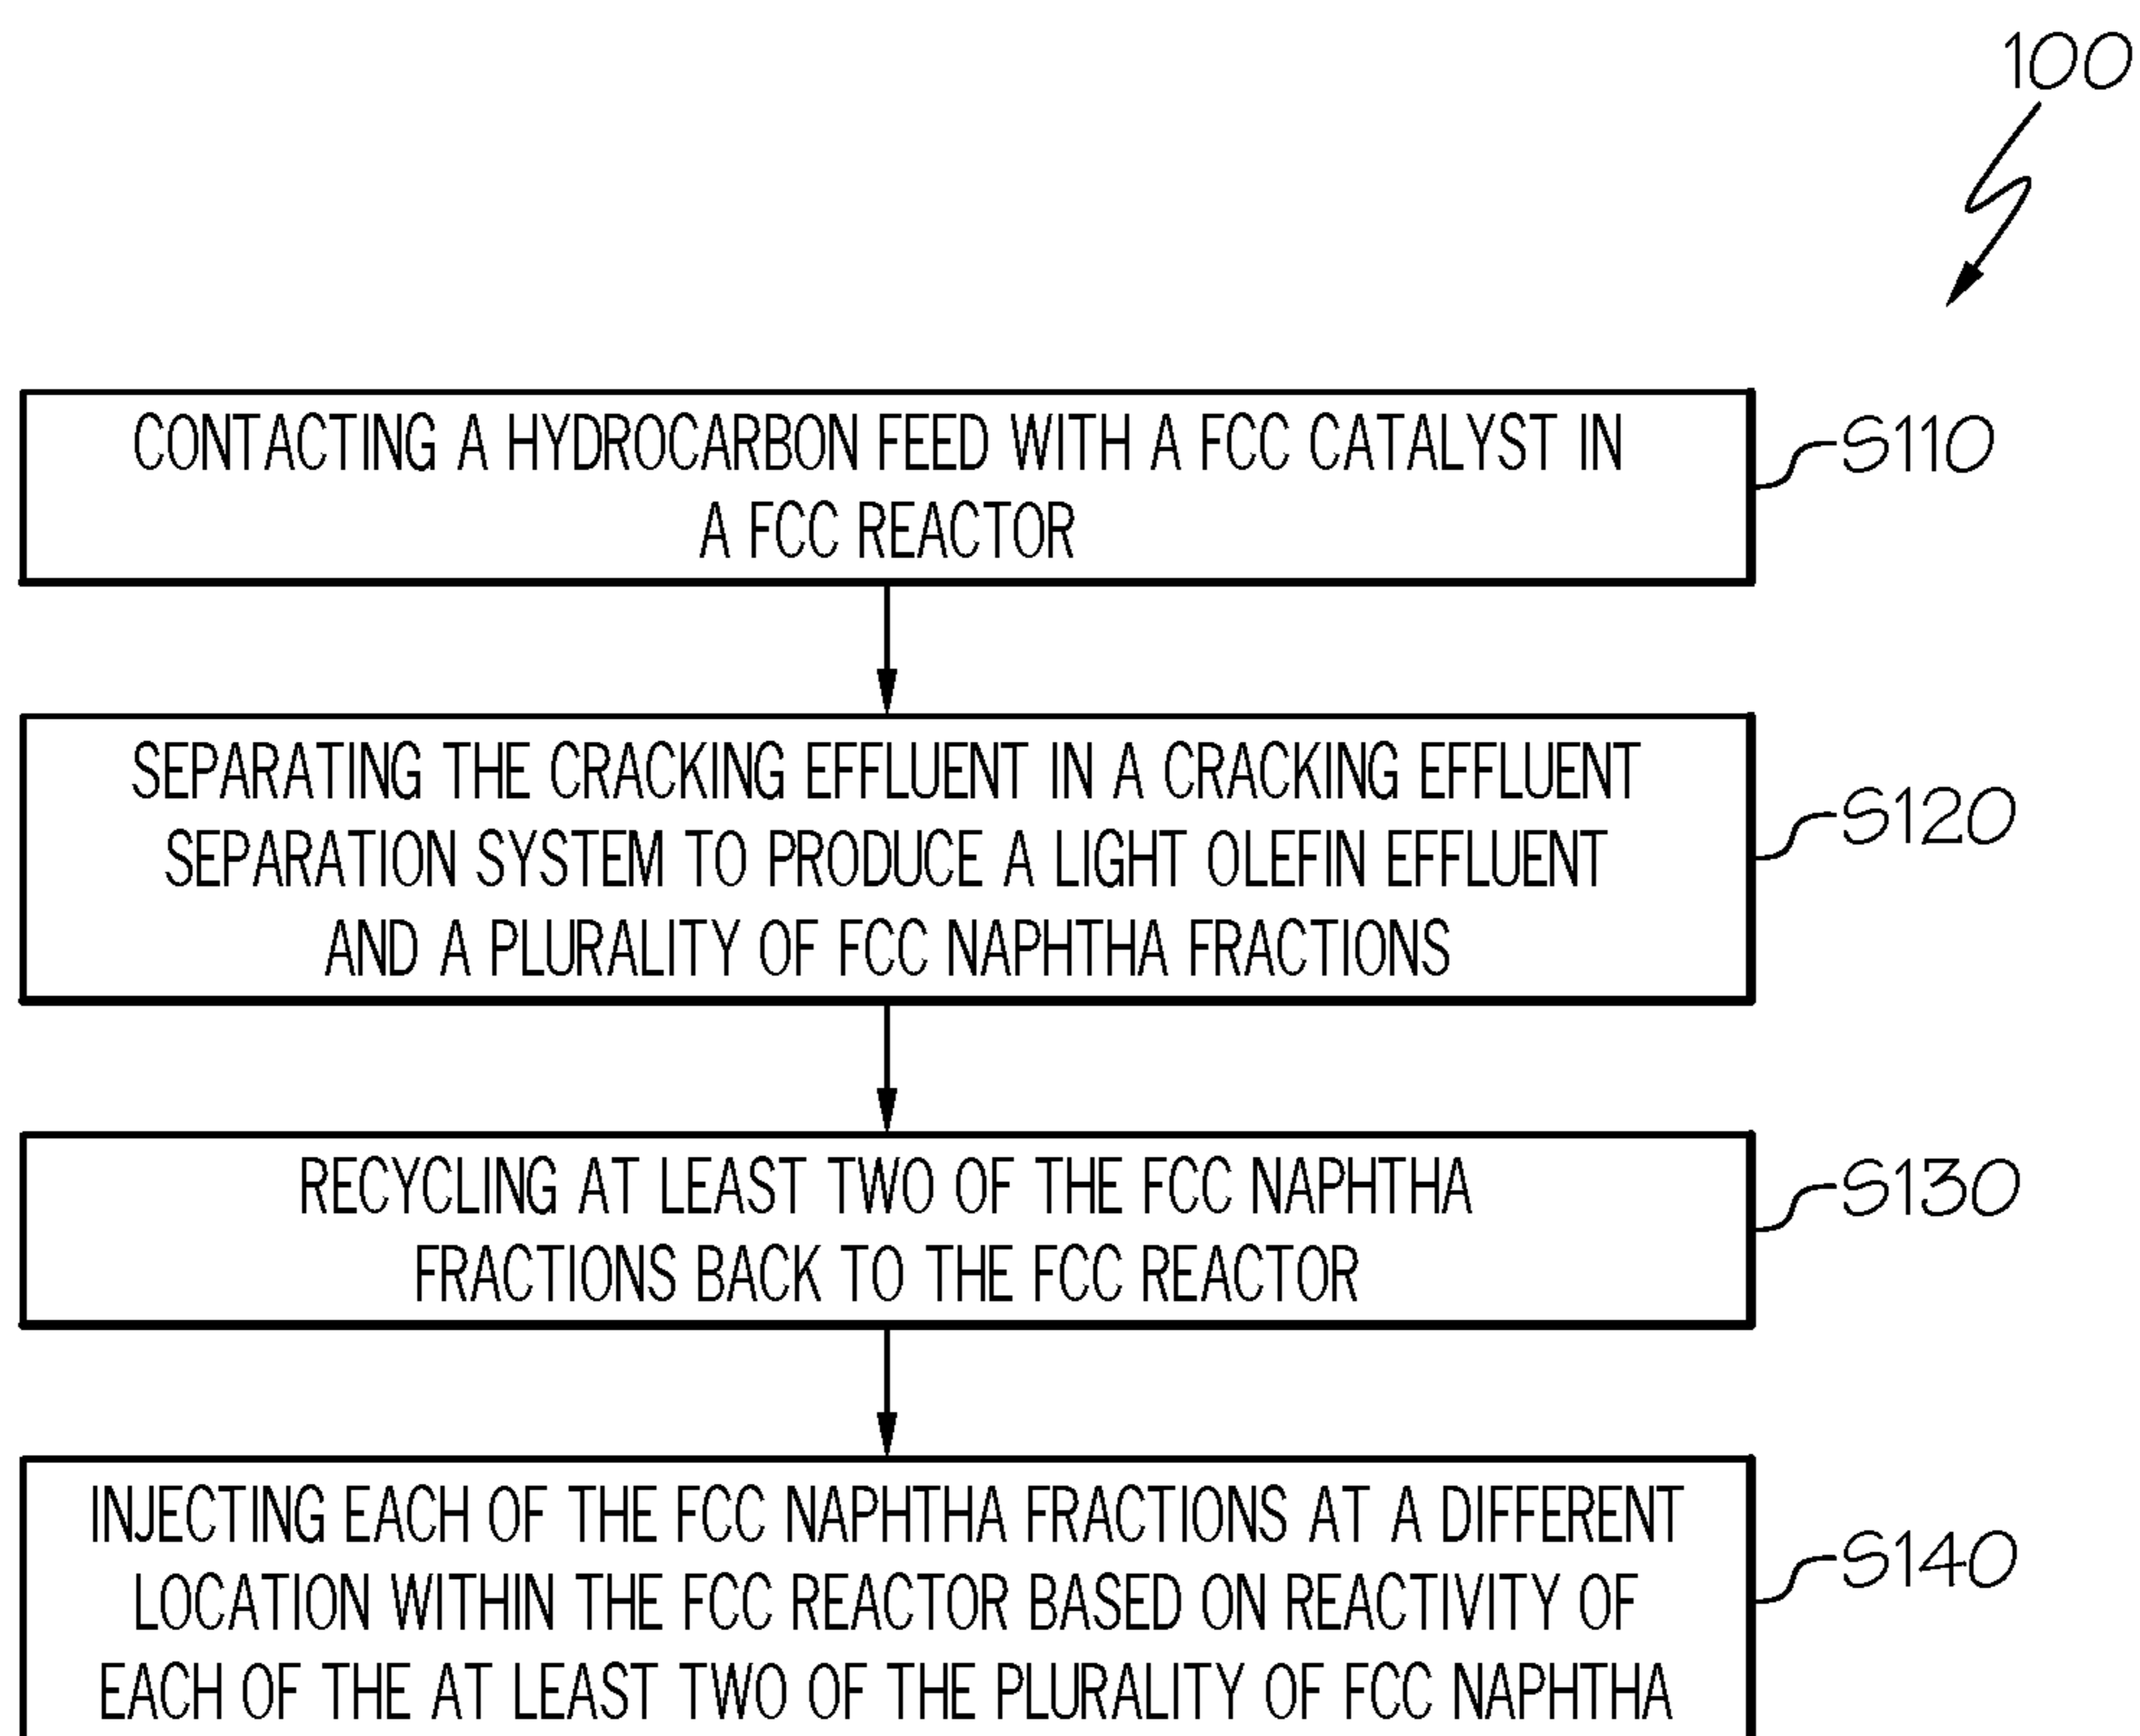 100
CONTACTING A HYDROCARBON FEED WITH A FCC CATALYST IN
A FCC REACTOR
S110
SEPARATING THE CRACKING EFFLUENT IN A CRACKING EFFLUENT
SEPARATION SYSTEM TO PRODUCE A LIGHT OLEFIN EFFLUENT
AND A PLURALITY OF FCC NAPHTHA FRACTIONS
S120
RECYCLING AT LEAST TWO OF THE FCC NAPHTHA
FRACTIONS BACK TO THE FCC REACTOR
S130
INJECTING EACH OF THE FCC NAPHTHA FRACTIONS AT A DIFFERENT
LOCATION WITHIN THE FCC REACTOR BASED ON REACTIVITY OF
EACH OF THE AT LEAST TWO OF THE PLURALITY OF FCC NAPHTHA
S140